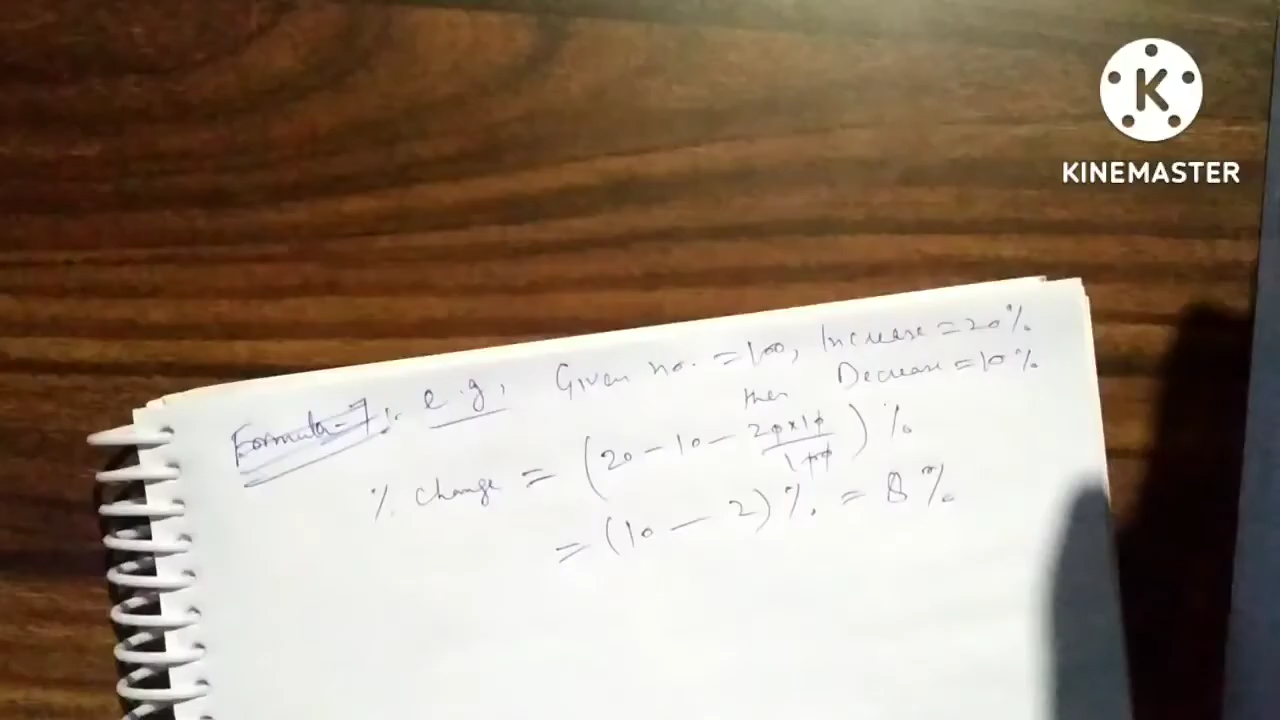 KINEMASTER
Formula-7:- e.g, Given no. = 100, Increase = 20%
then Decrease = 10%
% Change = (20 - 10 - 20×10/100) %
= (10 - 2) % = 8 %